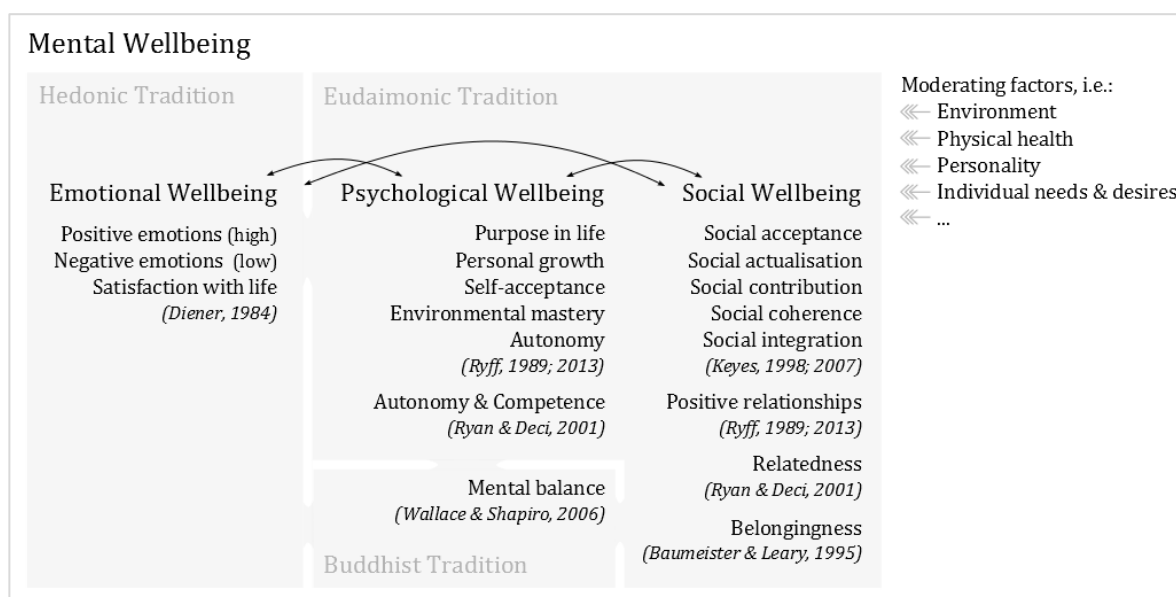 Mental Wellbeing
Hedonic Tradition
Eudaimonic Tradition
Emotional Wellbeing
Positive emotions (high)
Negative emotions (low)
Satisfaction with life
(Diener, 1984)
Psychological Wellbeing
Purpose in life
Personal growth
Self-acceptance
Environmental mastery
Autonomy
(Ryff, 1989; 2013)
Autonomy & Competence
(Ryan & Deci, 2001)
Mental balance
(Wallace & Shapiro, 2006)
Buddhist Tradition
Social Wellbeing
Social acceptance
Social actualisation
Social contribution
Social coherence
Social integration
(Keyes, 1998; 2007)
Positive relationships
(Ryff, 1989; 2013)
Relatedness
(Ryan & Deci, 2001)
Belongingness
(Baumeister & Leary, 1995)
Moderating factors, i.e.:
Environment
Physical health
Personality
Individual needs & desires
...